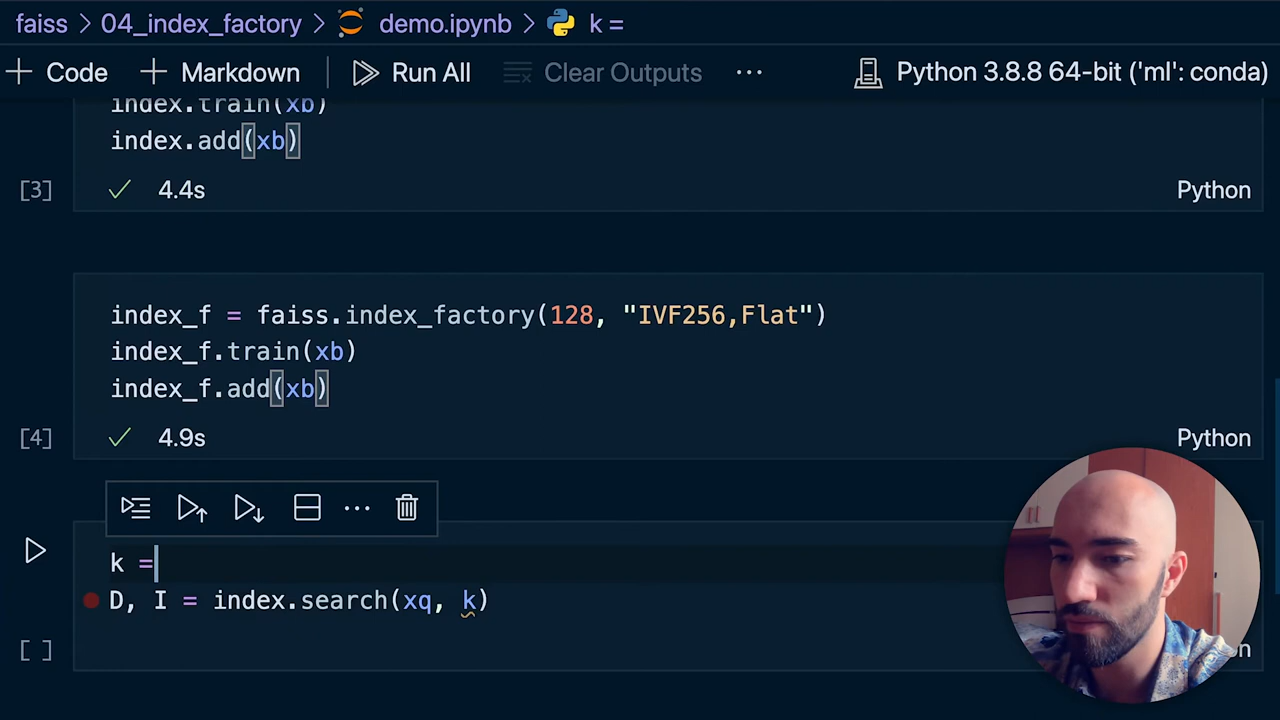 faiss > 04_index_factory > demo.ipynb > k =
+ Code + Markdown | Run All Clear Outputs ··· Python 3.8.8 64-bit ('ml': conda)
index.train(xb)
index.add(xb)
[3] ✓ 4.4s Python
index_f = faiss.index_factory(128, "IVF256,Flat")
index_f.train(xb)
index_f.add(xb)
[4] ✓ 4.9s Python
k =
D, I = index.search(xq, k)
[ ]